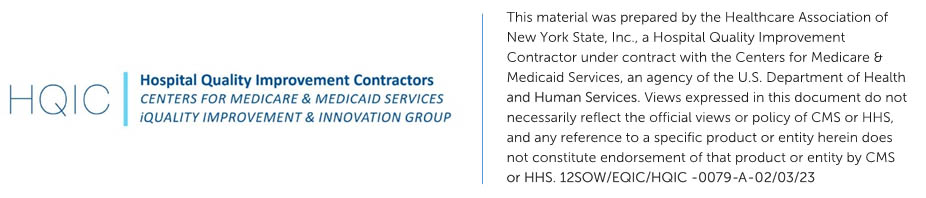 HQIC
Hospital Quality Improvement Contractors
CENTERS FOR MEDICARE & MEDICAID SERVICES
iQUALITY IMPROVEMENT & INNOVATION GROUP
This material was prepared by the Healthcare Association of
New York State, Inc., a Hospital Quality Improvement
Contractor under contract with the Centers for Medicare &
Medicaid Services, an agency of the U.S. Department of Health
and Human Services. Views expressed in this document do not
necessarily reflect the official views or policy of CMS or HHS,
and any reference to a specific product or entity herein does
not constitute endorsement of that product or entity by CMS
or HHS. 12SOW/EQIC/HQIC -0079-A-02/03/23